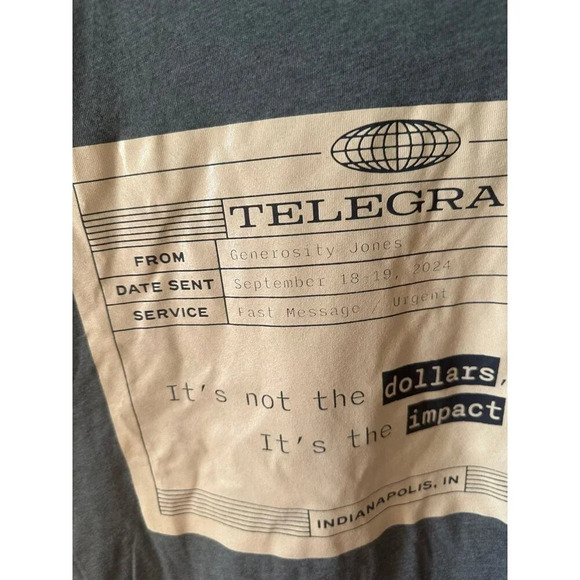 TELEGRA
FROM Generosity Jones
DATE SENT September 18-19, 2024
SERVICE Fast Message / Urgent
It's not the dollars,
It's the impact
INDIANAPOLIS, IN